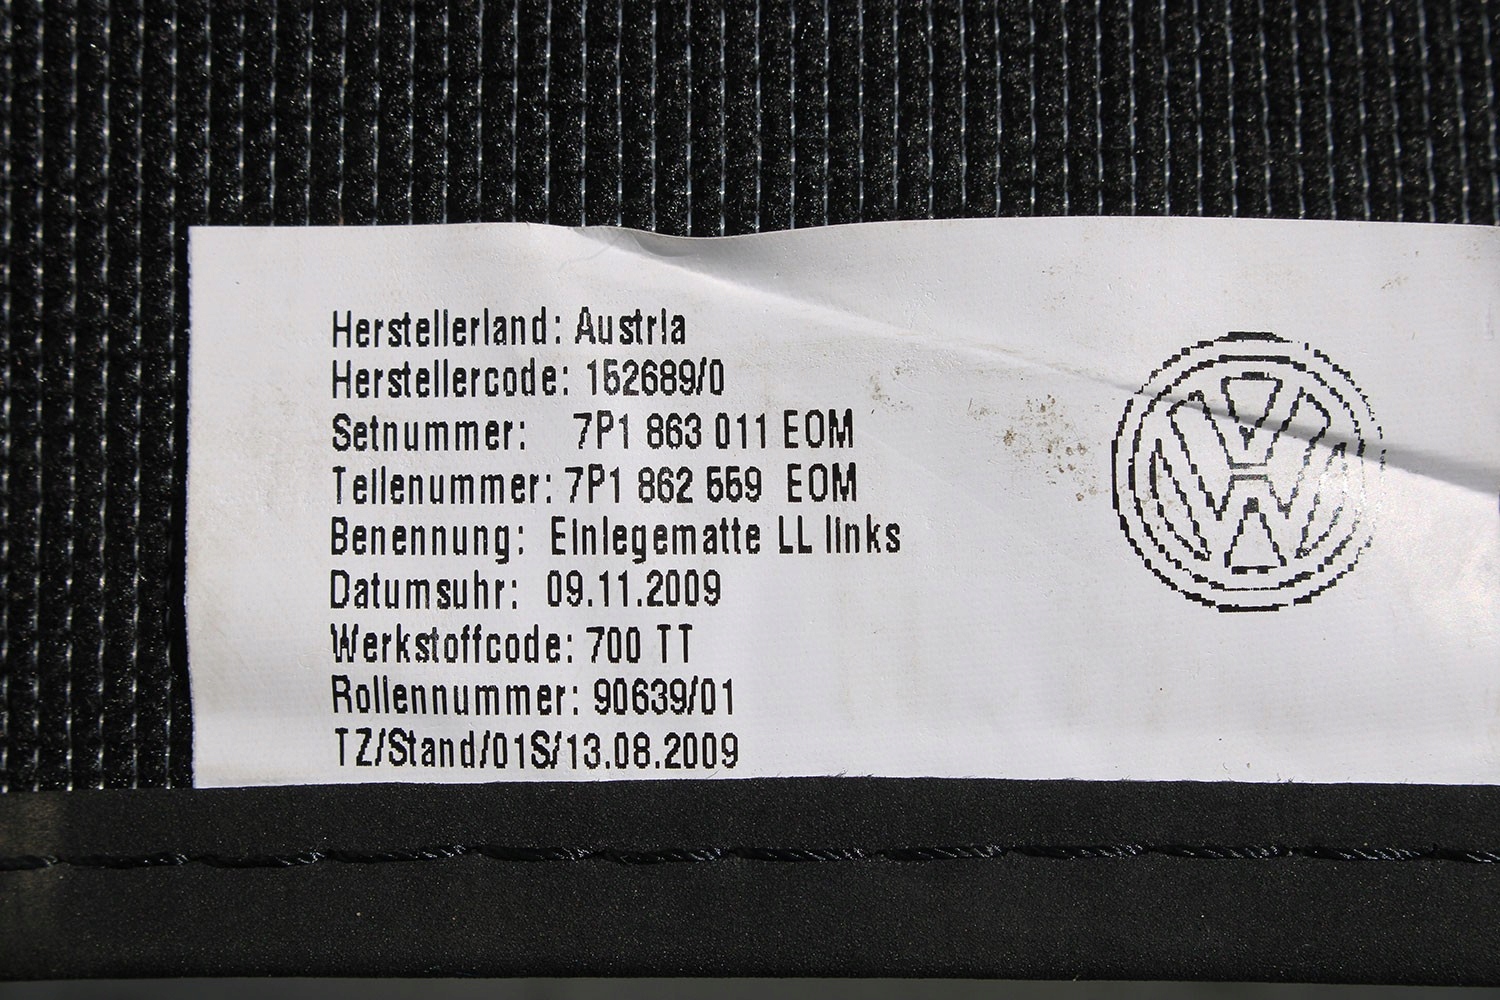 Herstellerland: Austria
Herstellercode: 152689/0
Setnummer: 7P1 863 011 EOM
Teilenummer: 7P1 862 559 EOM
Benennung: Einlegematte LL links
Datumsuhr: 09.11.2009
Werkstoffcode: 700 TT
Rollennummer: 90639/01
TZ/Stand/01S/13.08.2009